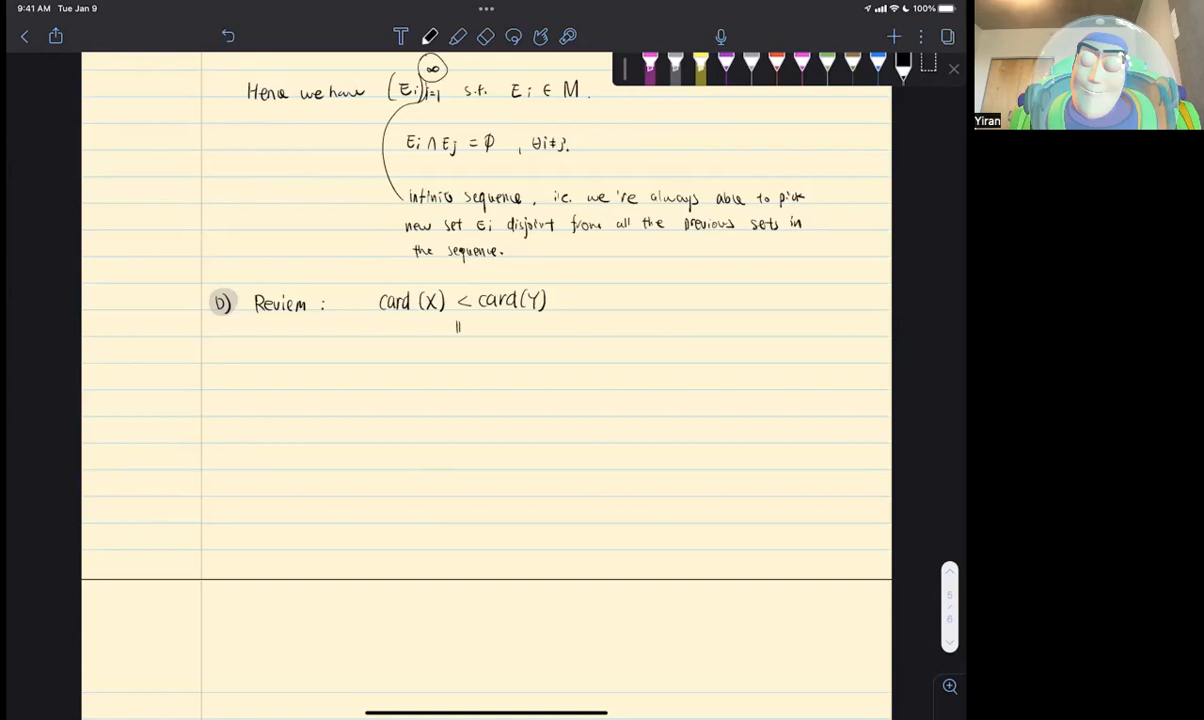 9:41 AM Tue Jan 9
100%
Hence we have (Ei)i=1 ∞ s.t. Ei ∈ M.
Ei ∩ Ej = ∅ , ∀i≠j.
infinite sequence, i.e. we're always able to pick
new set Ei disjoint from all the previous sets in
the sequence.
b) Review : card (X) < card(Y)
||
Yiran
5
6